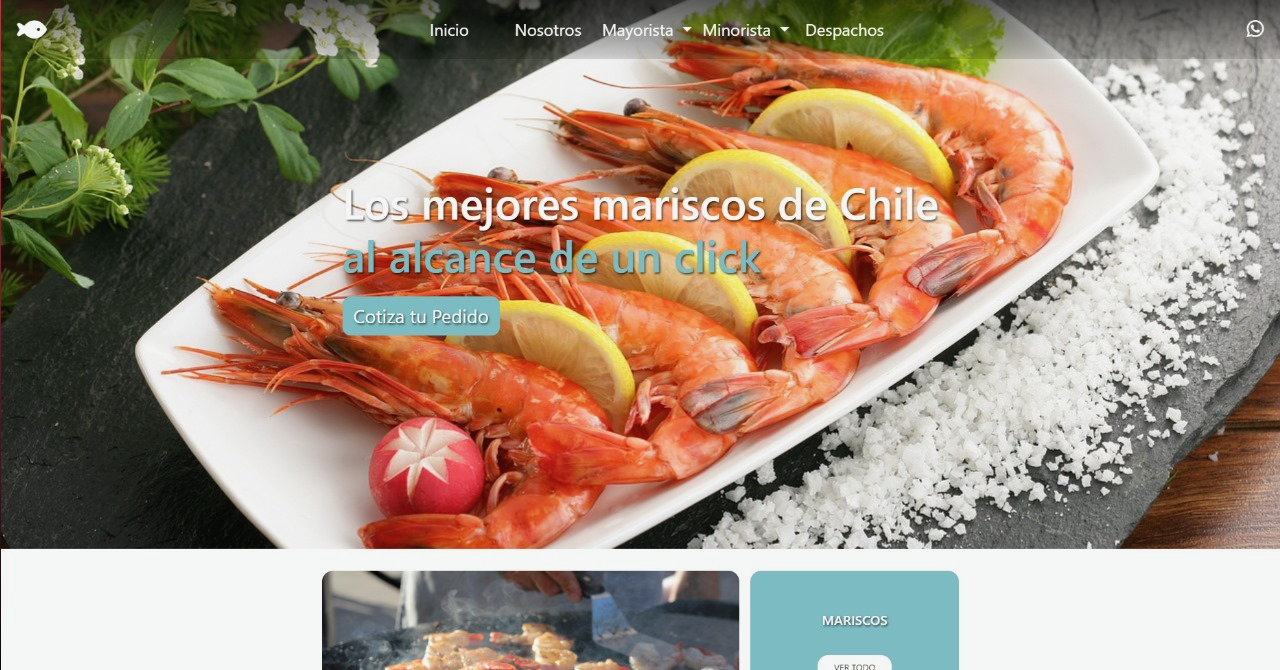 Inicio Nosotros Mayorista Minorista Despachos
Los mejores mariscos de Chile
al alcance de un click
Cotiza tu Pedido
MARISCOS
VER TODO